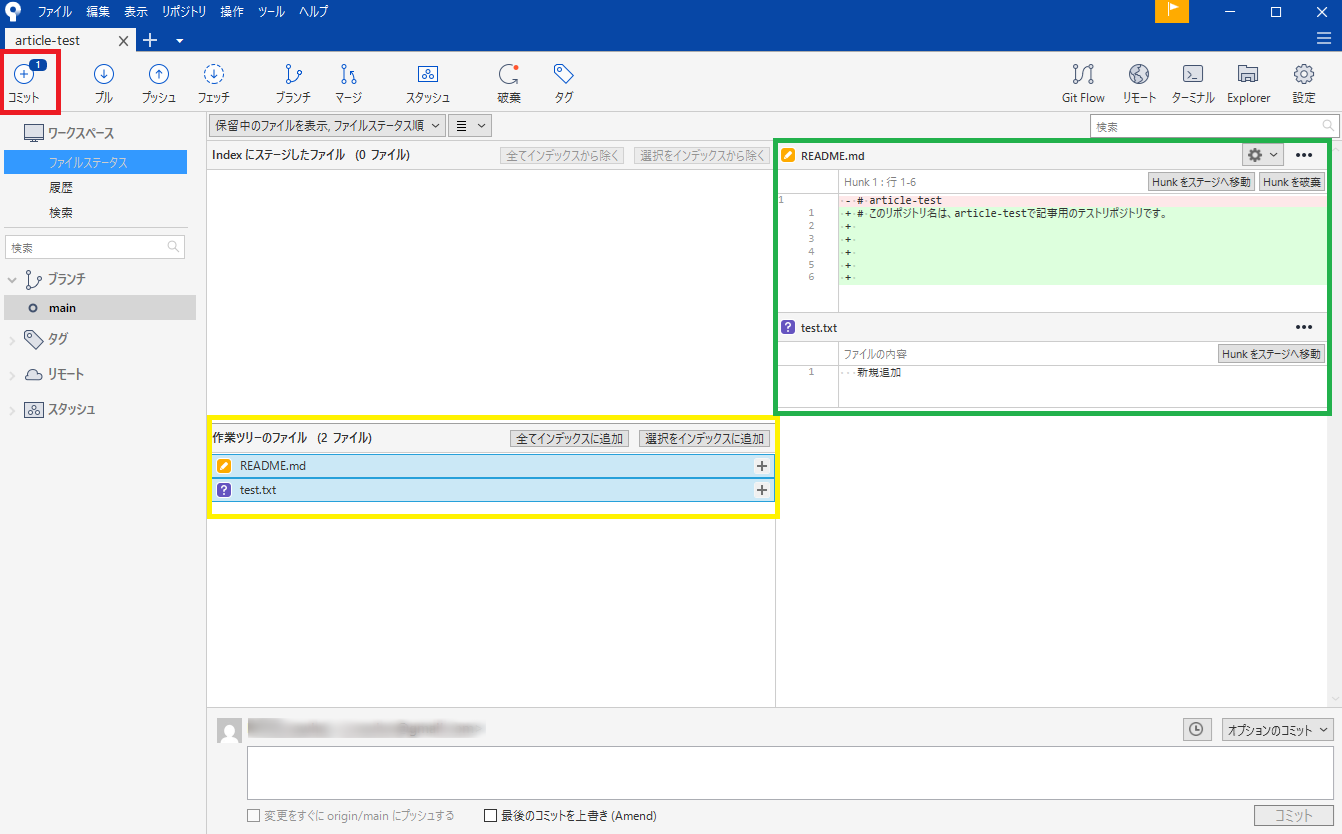 ファイル 編集 表示 リポジトリ 操作 ツール ヘルプ
article-test
1
コミット プル プッシュ フェッチ ブランチ マージ スタッシュ 破棄 タグ Git Flow リモート ターミナル Explorer 設定
ワークスペース
ファイルステータス
履歴
検索
検索
ブランチ
main
タグ
リモート
スタッシュ
保留中のファイルを表示, ファイルステータス順
検索
Index にステージしたファイル (0 ファイル) 全てインデックスから除く 選択をインデックスから除く
作業ツリーのファイル (2 ファイル) 全てインデックスに追加 選択をインデックスに追加
README.md
? test.txt
README.md
Hunk 1 : 行 1-6 Hunk をステージへ移動 Hunk を破棄
1 - # article-test
1 + # このリポジトリ名は、article-testで記事用のテストリポジトリです。
2 +
3 +
4 +
5 +
6 +
? test.txt
ファイルの内容 Hunk をステージへ移動
1 新規追加
オプションのコミット
変更をすぐに origin/main にプッシュする 最後のコミットを上書き (Amend) コミット